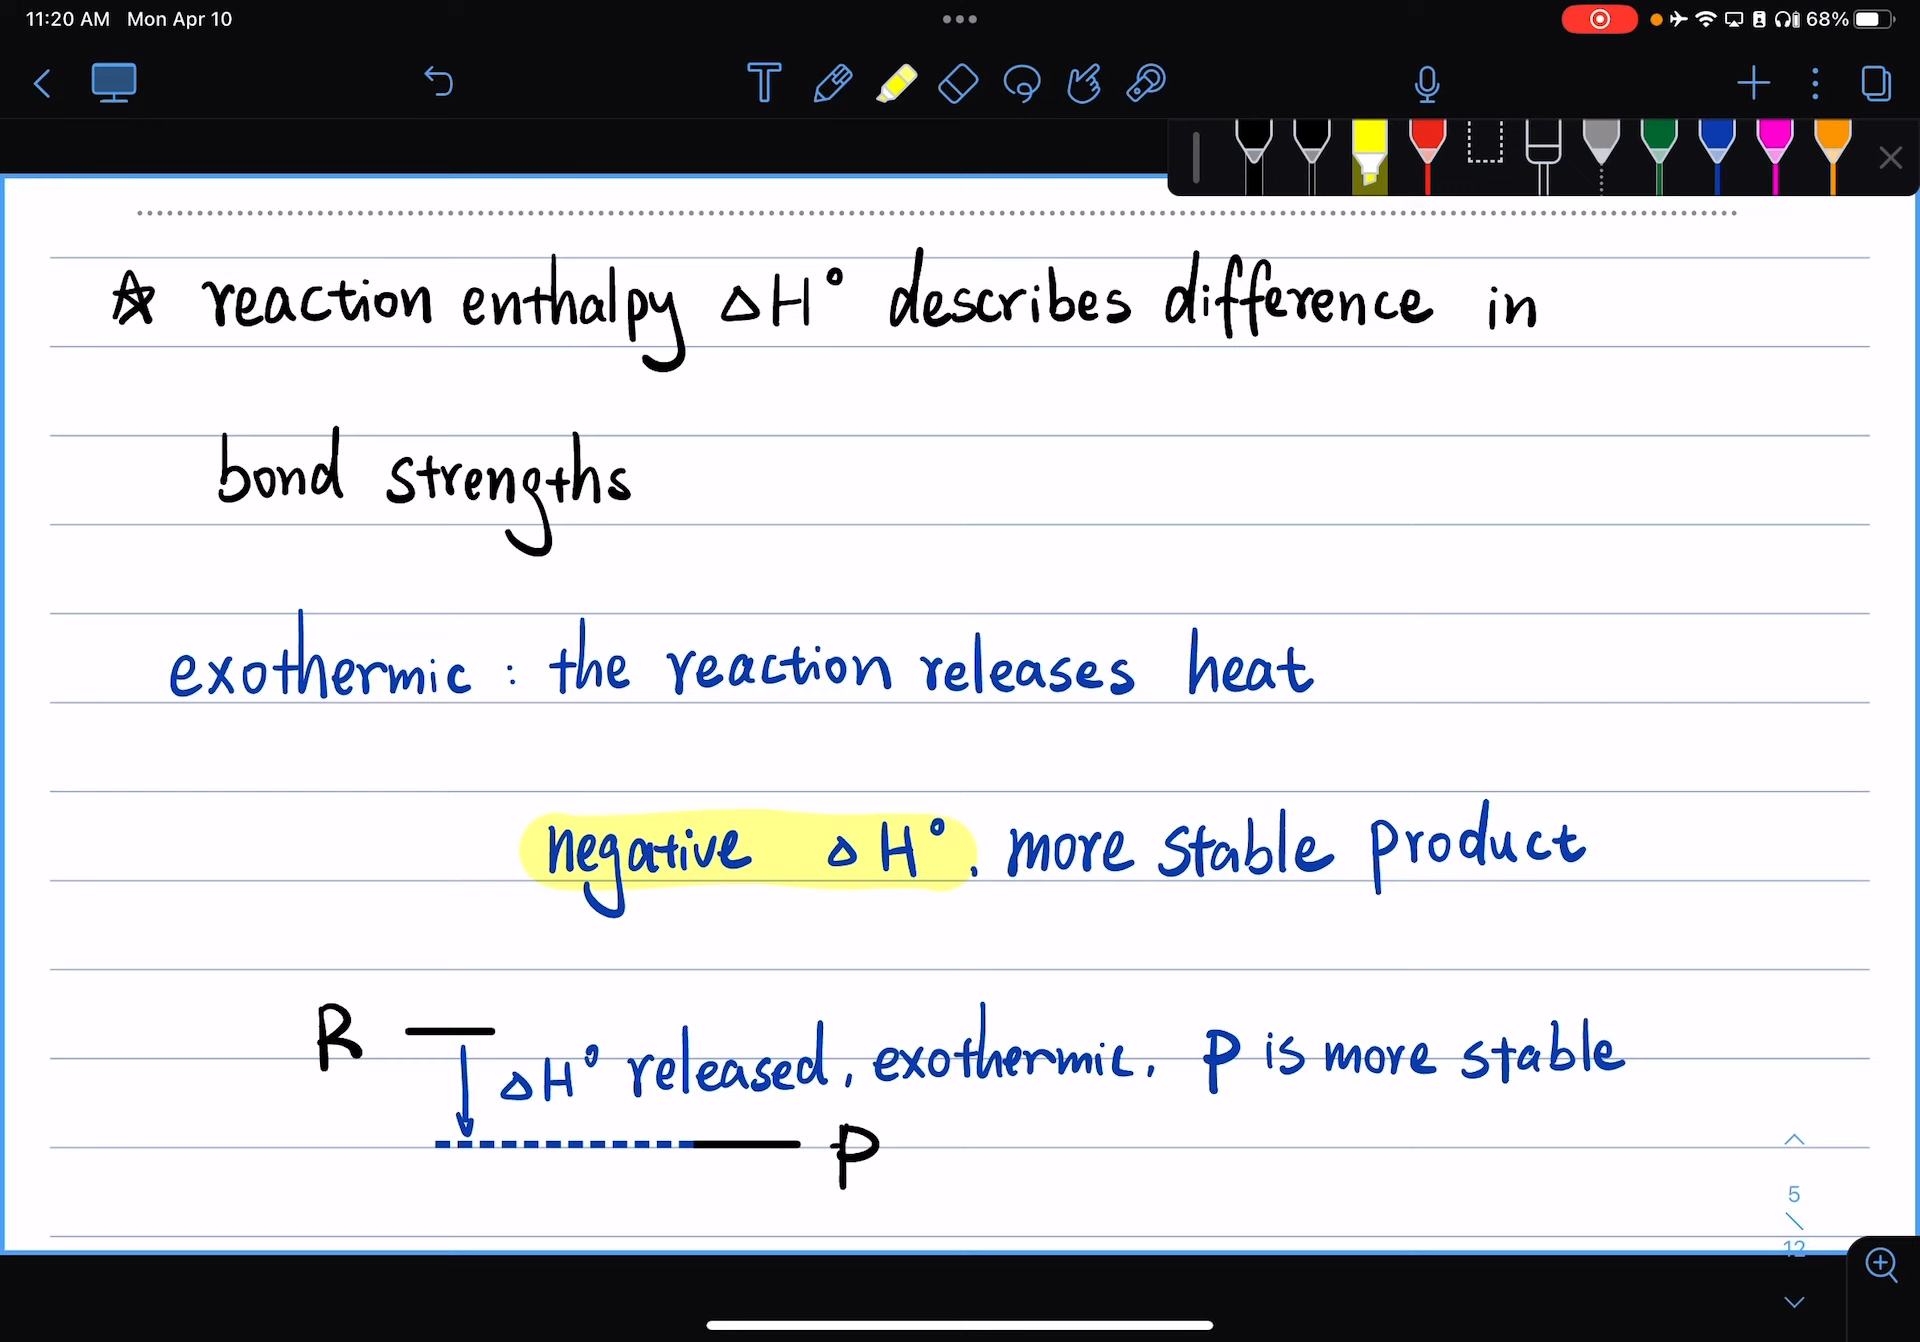 11:20 AM Mon Apr 10
68%
☆ reaction enthalpy ΔH° describes difference in
bond strengths
exothermic : the reaction releases heat
negative ΔH°, more stable product
R
ΔH° released, exothermic. P is more stable
P
5
12